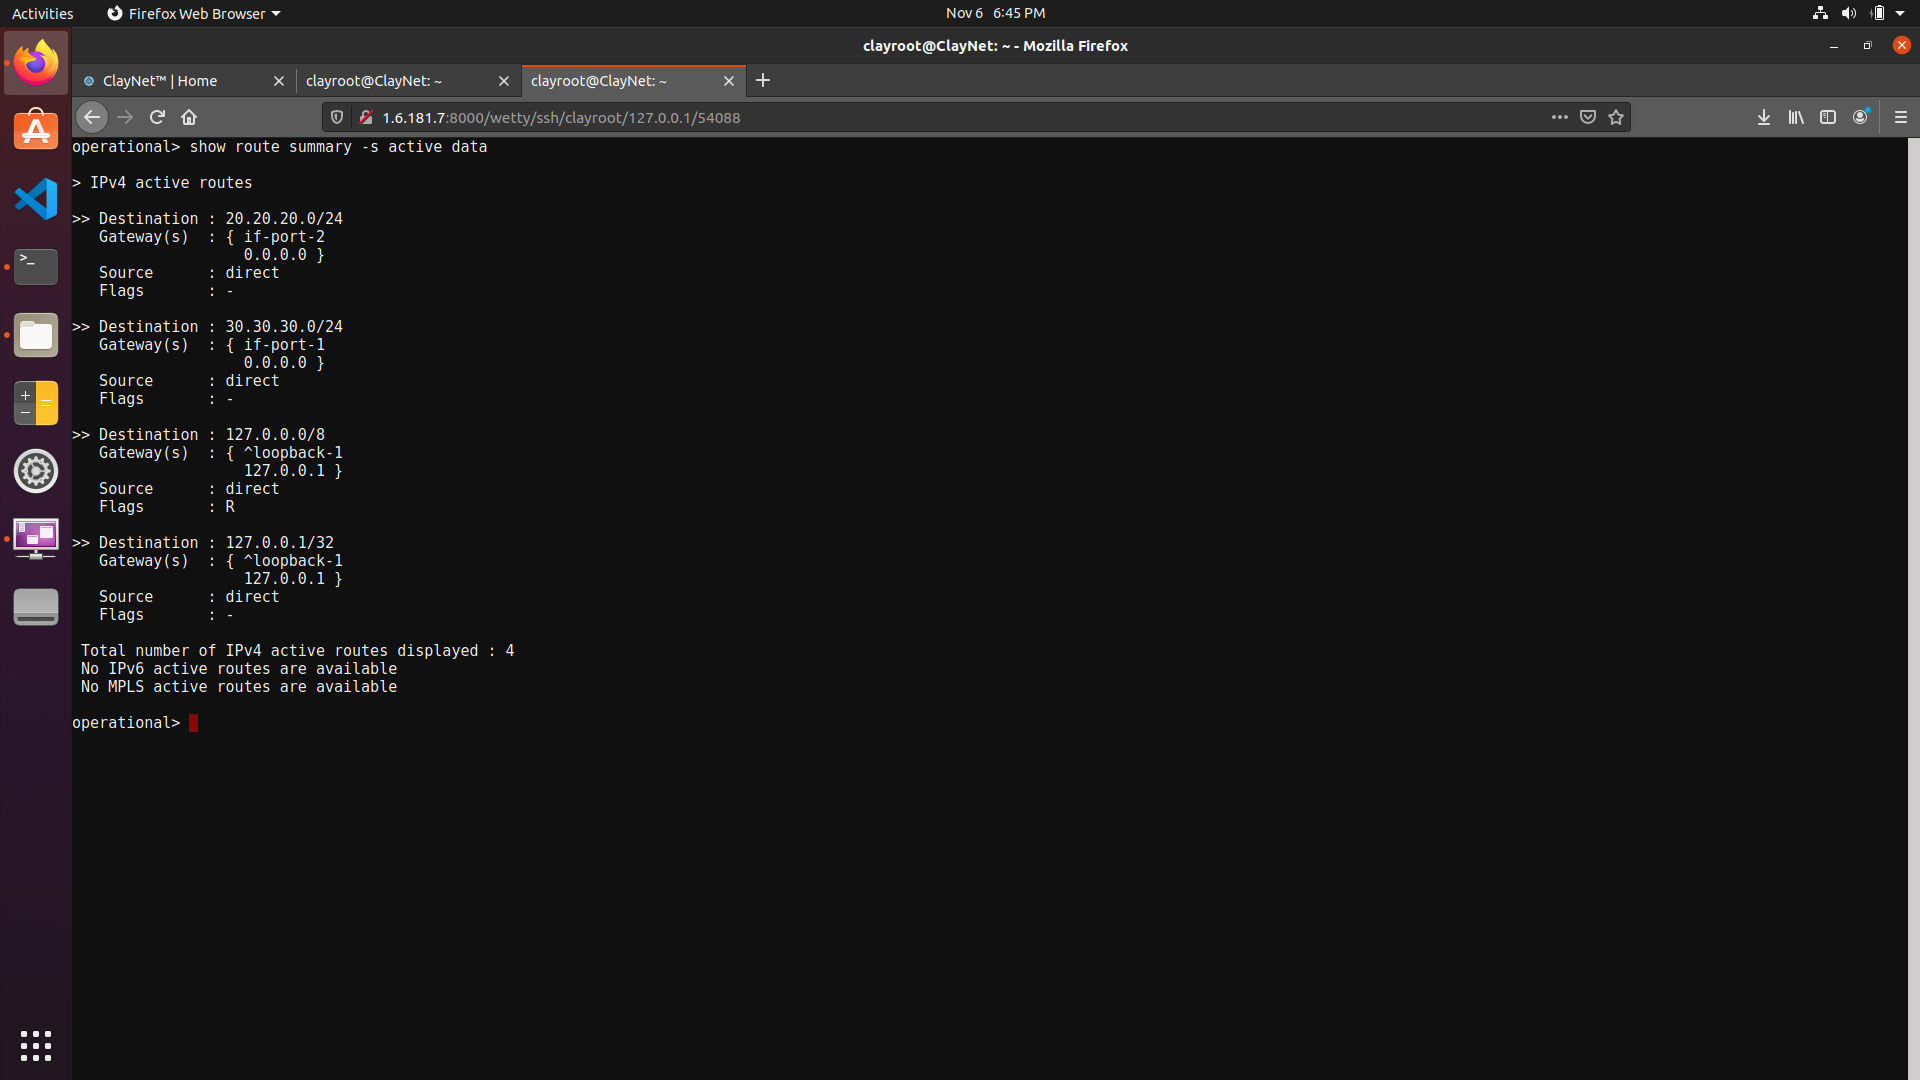 Activities
Firefox Web Browser
Nov 6 6:45 PM
clayroot@ClayNet: ~ - Mozilla Firefox
ClayNet™ | Home
clayroot@ClayNet: ~
clayroot@ClayNet: ~
1.6.181.7:8000/wetty/ssh/clayroot/127.0.0.1/54088
operational> show route summary -s active data
> IPv4 active routes
>> Destination : 20.20.20.0/24
Gateway(s) : { if-port-2
0.0.0.0 }
Source : direct
Flags : -
>> Destination : 30.30.30.0/24
Gateway(s) : { if-port-1
0.0.0.0 }
Source : direct
Flags : -
>> Destination : 127.0.0.0/8
Gateway(s) : { ^loopback-1
127.0.0.1 }
Source : direct
Flags : R
>> Destination : 127.0.0.1/32
Gateway(s) : { ^loopback-1
127.0.0.1 }
Source : direct
Flags : -
Total number of IPv4 active routes displayed : 4
No IPv6 active routes are available
No MPLS active routes are available
operational>